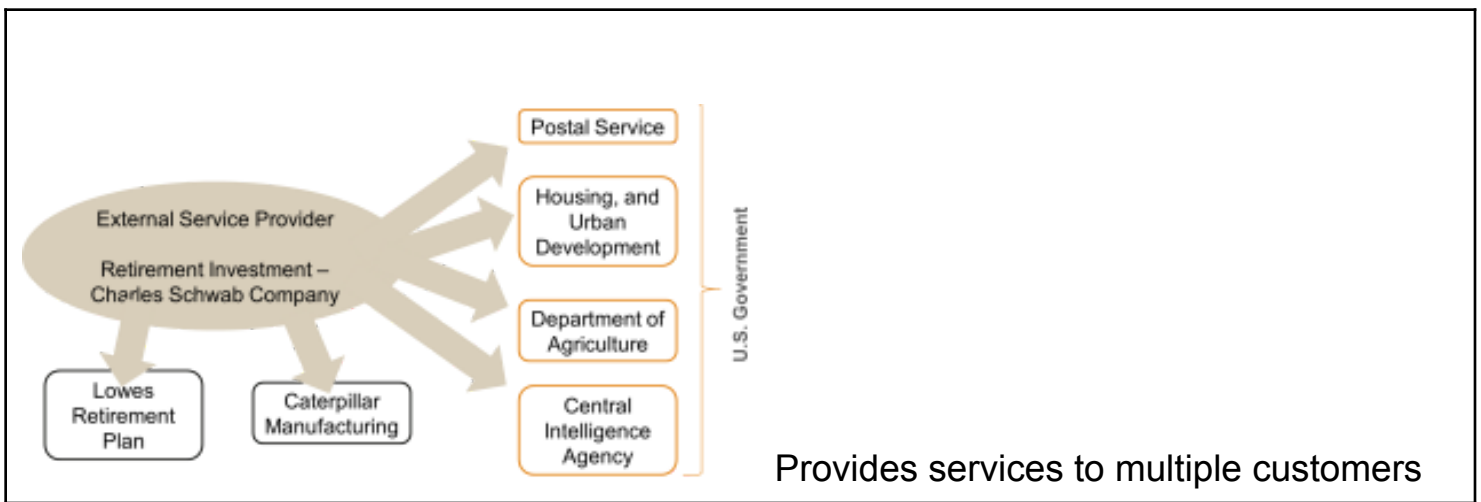 External Service Provider
Retirement Investment –
Charles Schwab Company
Postal Service
Housing, and
Urban
Development
Department of
Agriculture
Central
Intelligence
Agency
U.S. Government
Lowes
Retirement
Plan
Caterpillar
Manufacturing
Provides services to multiple customers